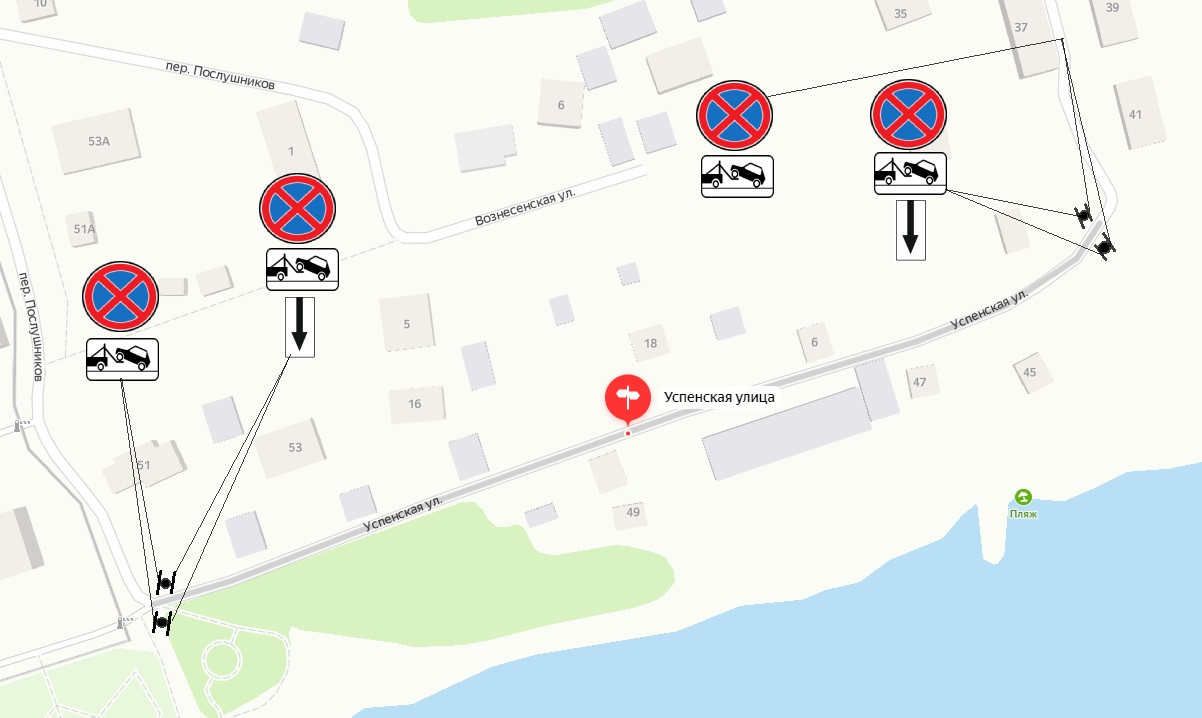 10
35
39
37
пер. Послушников
6
41
53А
1
Вознесенская ул.
51А
пер. Послушников
Успенская ул.
5
18
6
47
45
16
Успенская улица
53
51
Успенская ул.
49
Пляж